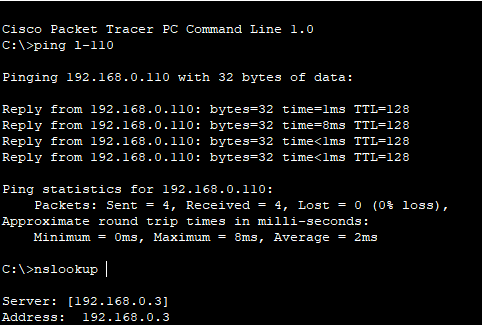 Cisco Packet Tracer PC Command Line 1.0
C:\>ping 1-110
Pinging 192.168.0.110 with 32 bytes of data:
Reply from 192.168.0.110: bytes=32 time=1ms TTL=128
Reply from 192.168.0.110: bytes=32 time=8ms TTL=128
Reply from 192.168.0.110: bytes=32 time<1ms TTL=128
Reply from 192.168.0.110: bytes=32 time<1ms TTL=128
Ping statistics for 192.168.0.110:
Packets: Sent = 4, Received = 4, Lost = 0 (0% loss),
Approximate round trip times in milli-seconds:
Minimum = 0ms, Maximum = 8ms, Average = 2ms
C:\>nslookup
Server: [192.168.0.3]
Address: 192.168.0.3